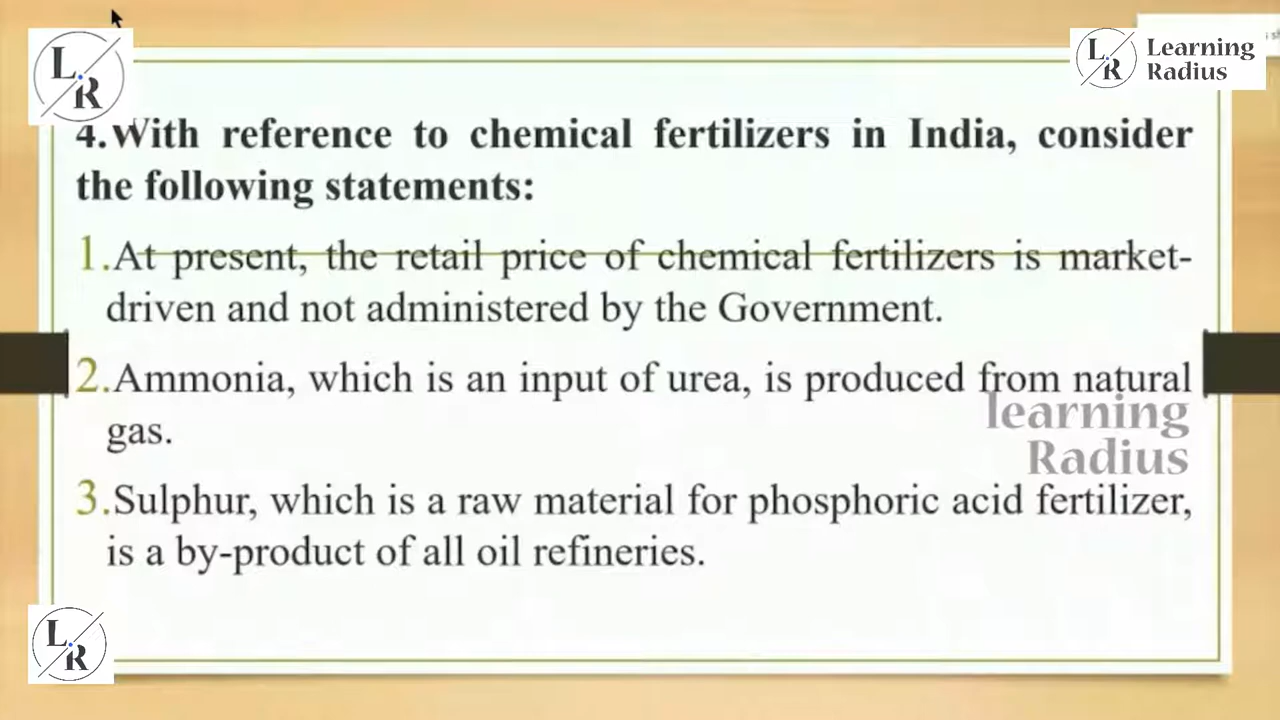 L
R
Learning
L
R
Radius
4.With reference to chemical fertilizers in India, consider
the following statements:
1.At present, the retail price of chemical fertilizers is market-
driven and not administered by the Government.
2.Ammonia, which is an input of urea, is produced from natural
gas.
learning
Radius
3.Sulphur, which is a raw material for phosphoric acid fertilizer,
is a by-product of all oil refineries.
L
R